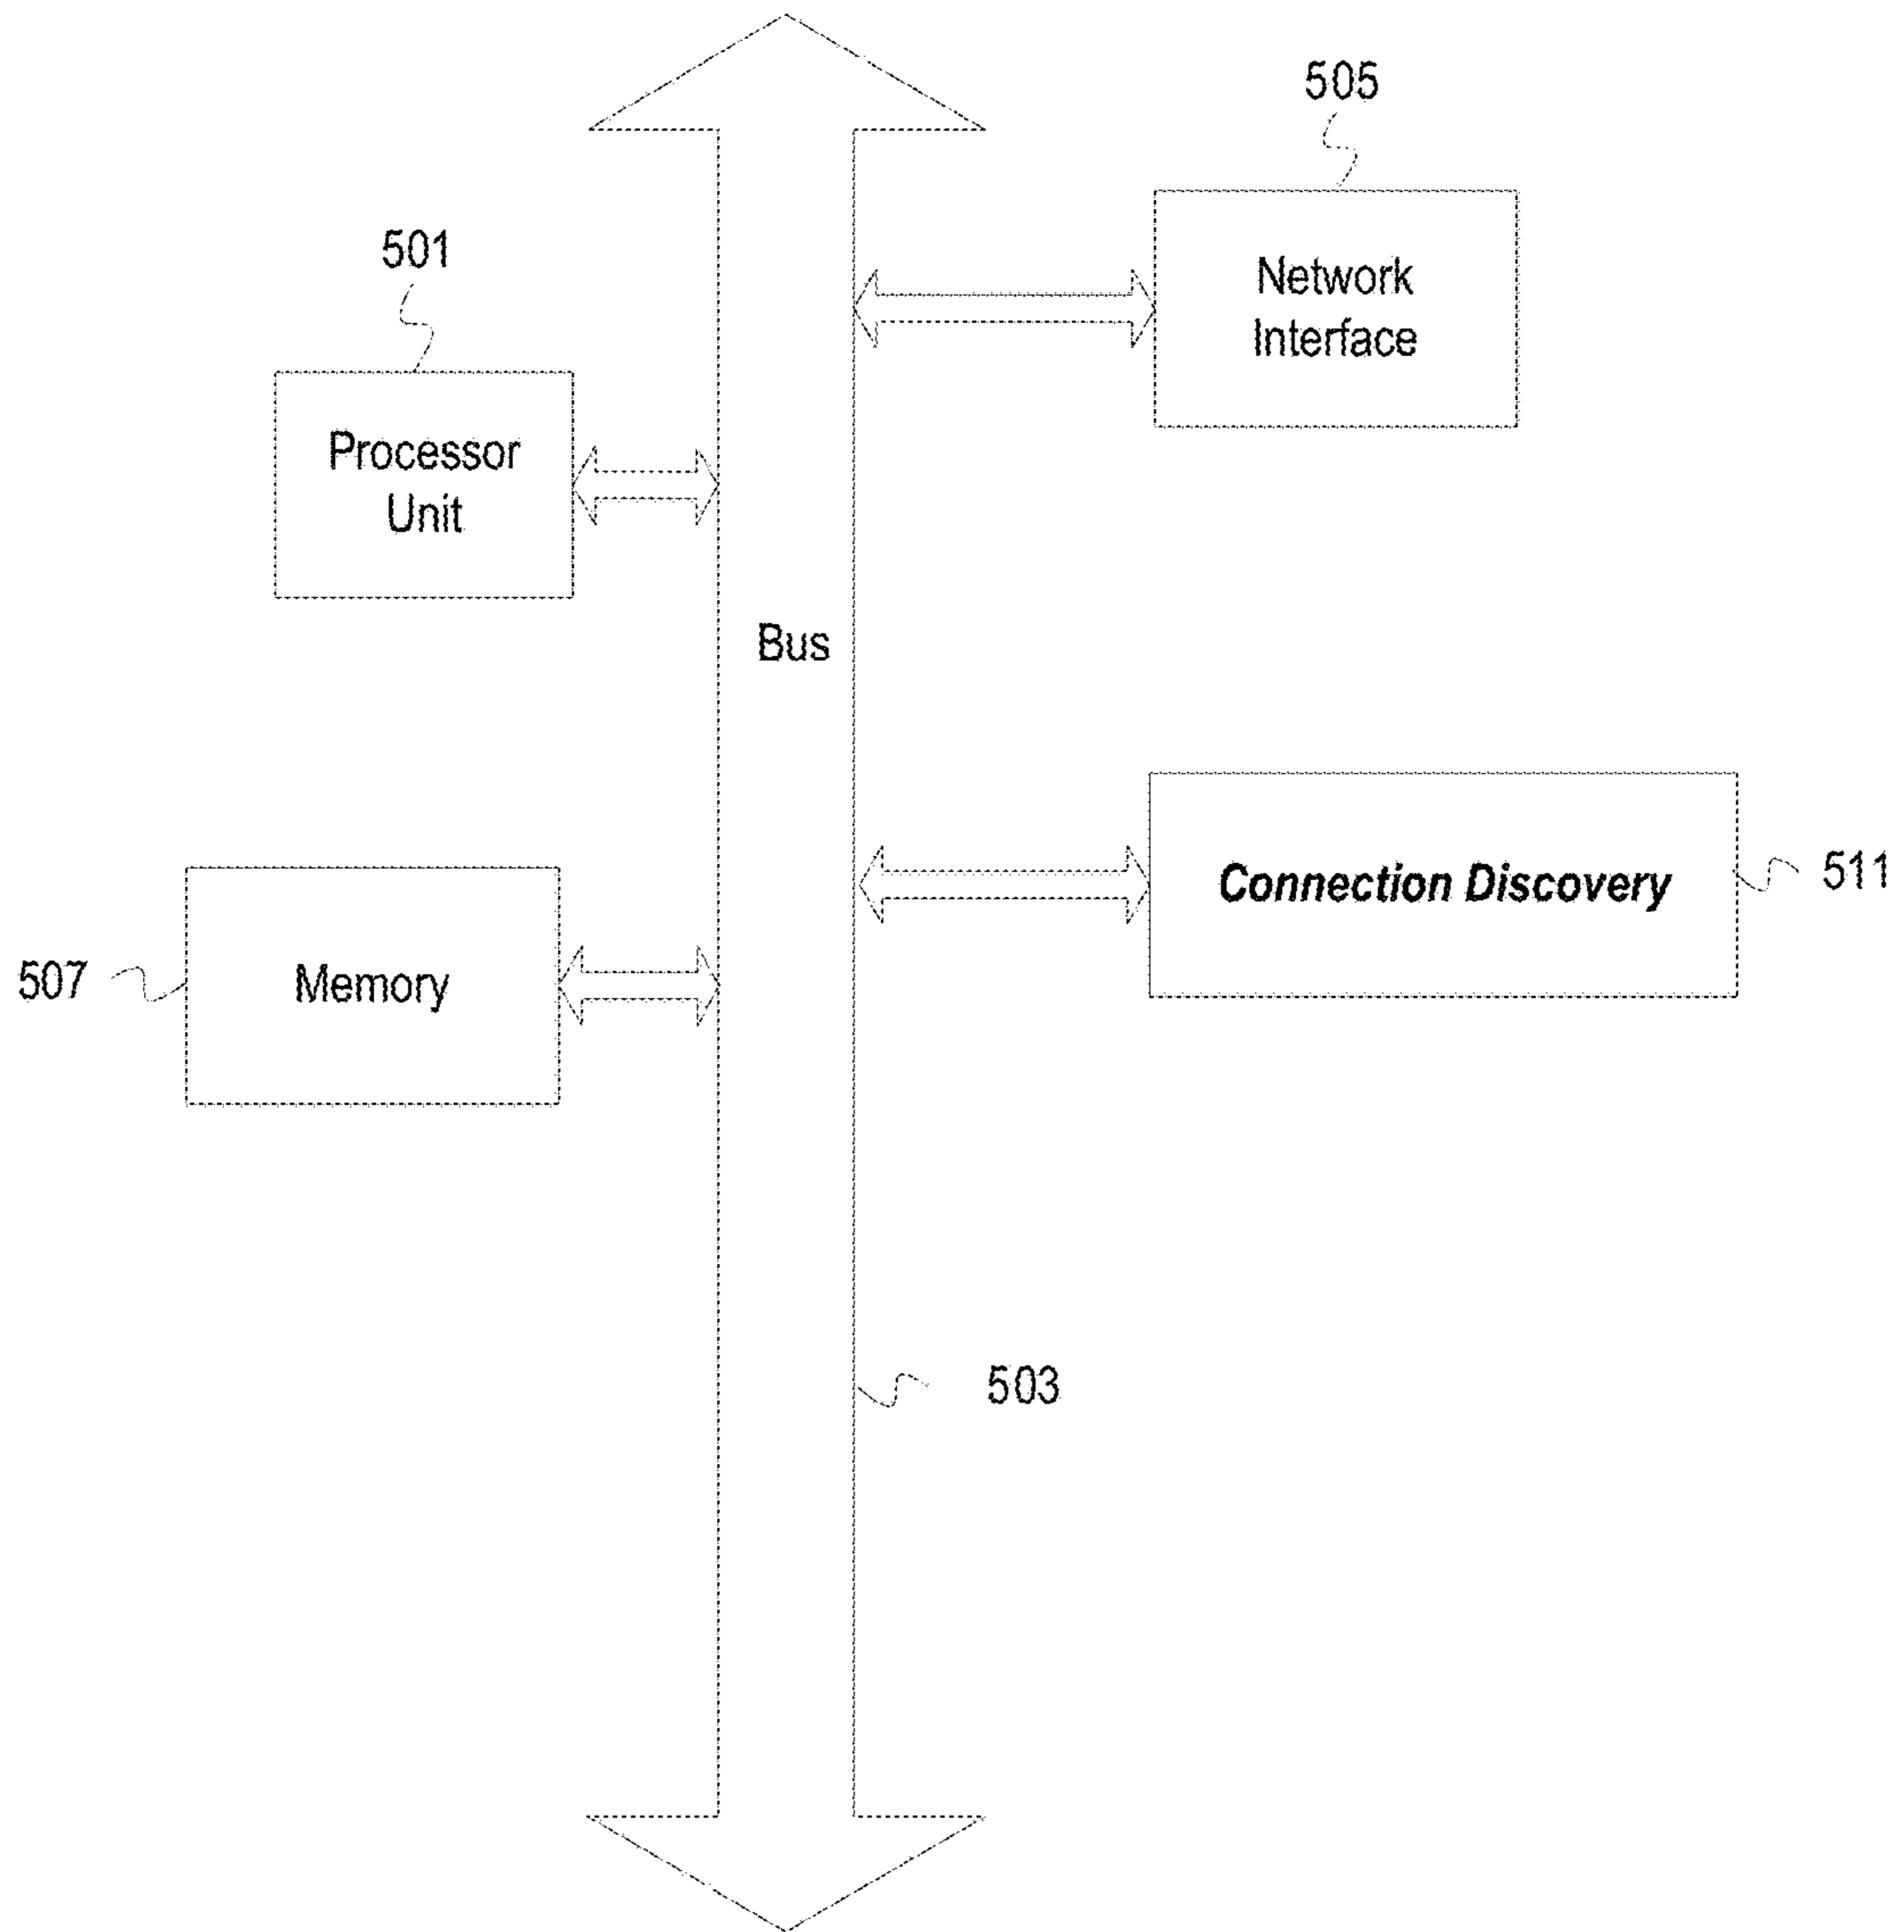 505
501
Network
Interface
Processor
Unit
Bus
Connection Discovery
511
507
Memory
503